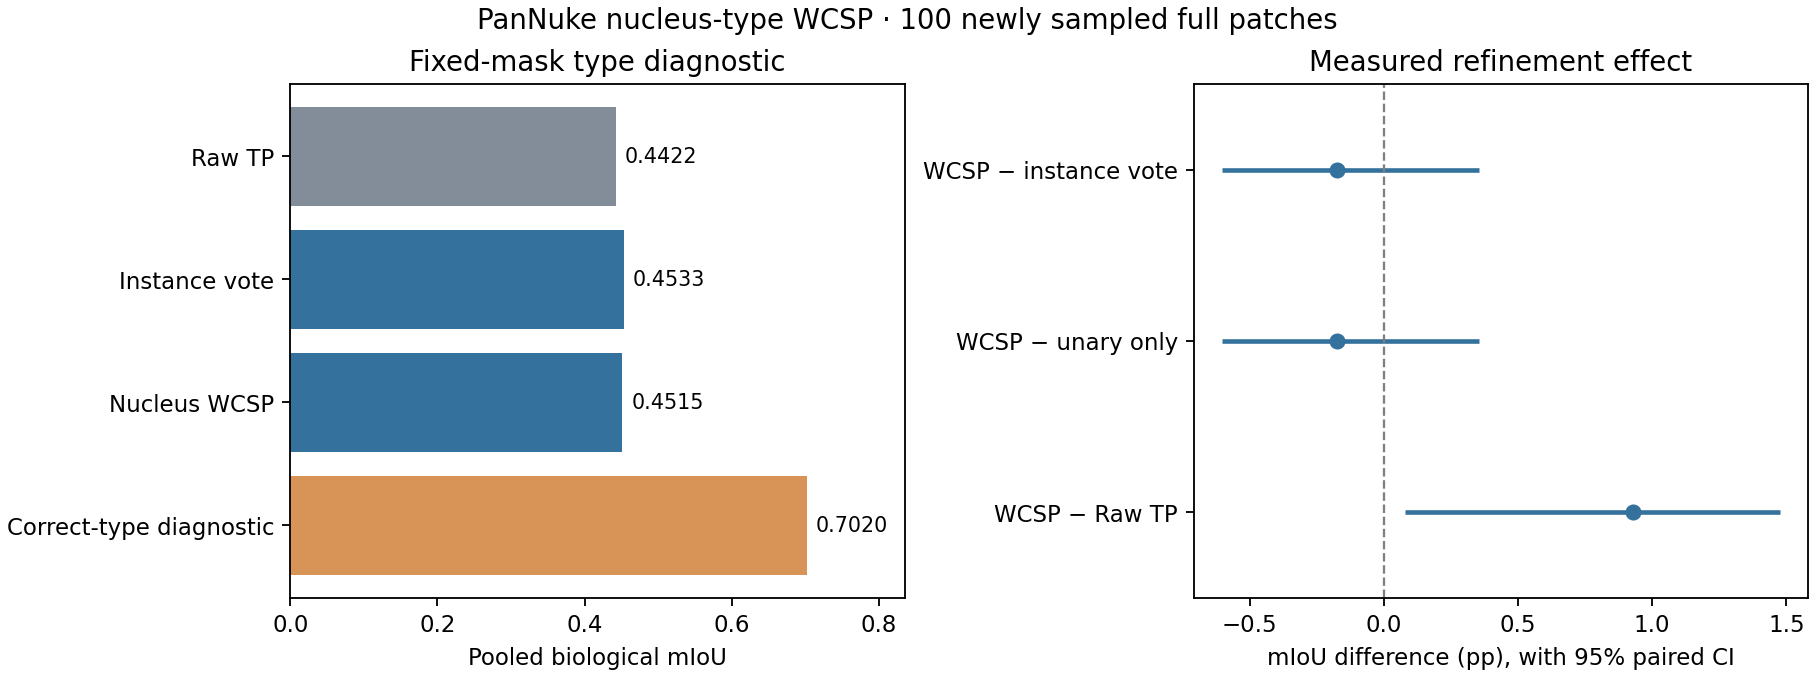 PanNuke nucleus-type WCSP · 100 newly sampled full patches
Fixed-mask type diagnostic
Raw TP
0.4422
Instance vote
0.4533
Nucleus WCSP
0.4515
Correct-type diagnostic
0.7020
0.0 0.2 0.4 0.6 0.8
Pooled biological mIoU
Measured refinement effect
WCSP − instance vote
WCSP − unary only
WCSP − Raw TP
−0.5 0.0 0.5 1.0 1.5
mIoU difference (pp), with 95% paired CI